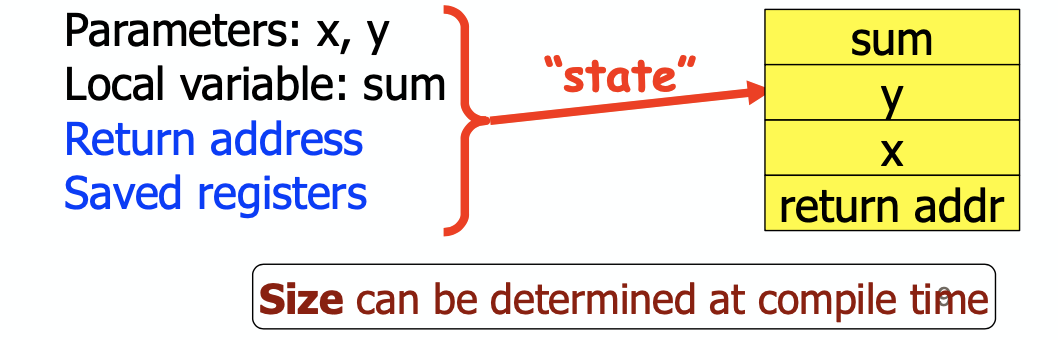 Parameters: x, y
Local variable: sum
Return address
Saved registers
“state”
sum
y
x
return addr
Size can be determined at compile time
9